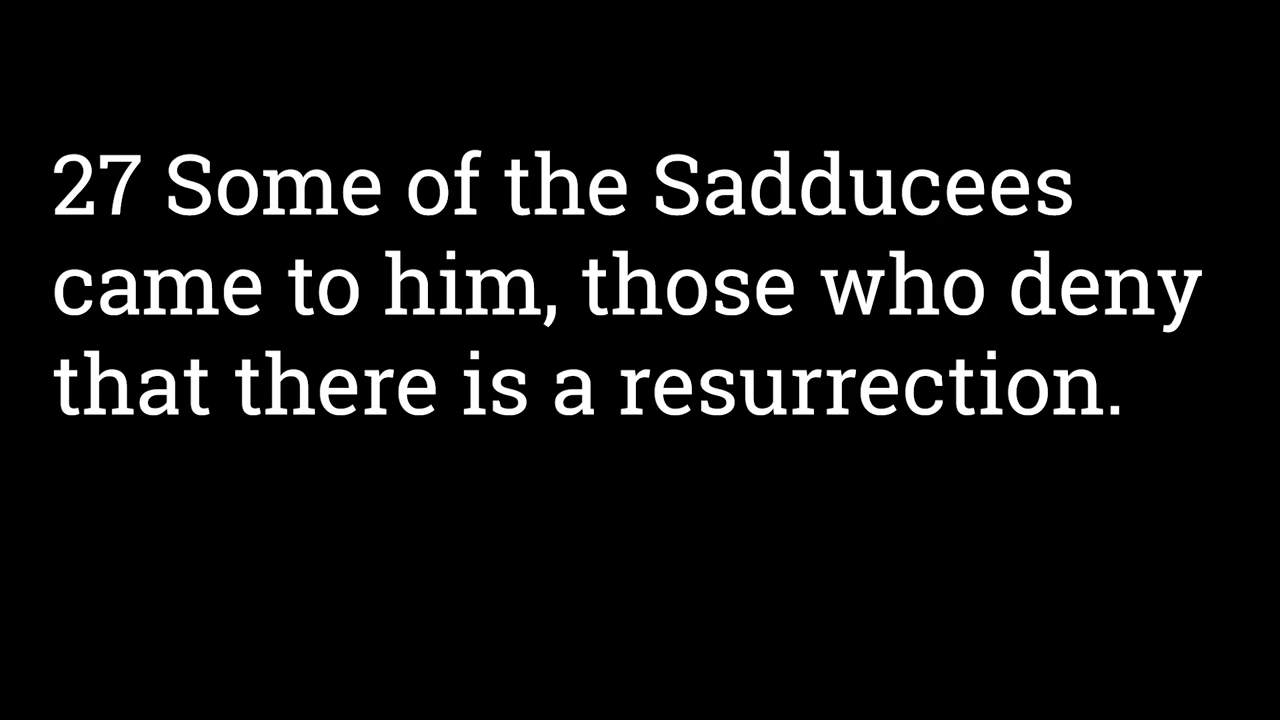 27 Some of the Sadducees
came to him, those who deny
that there is a resurrection.